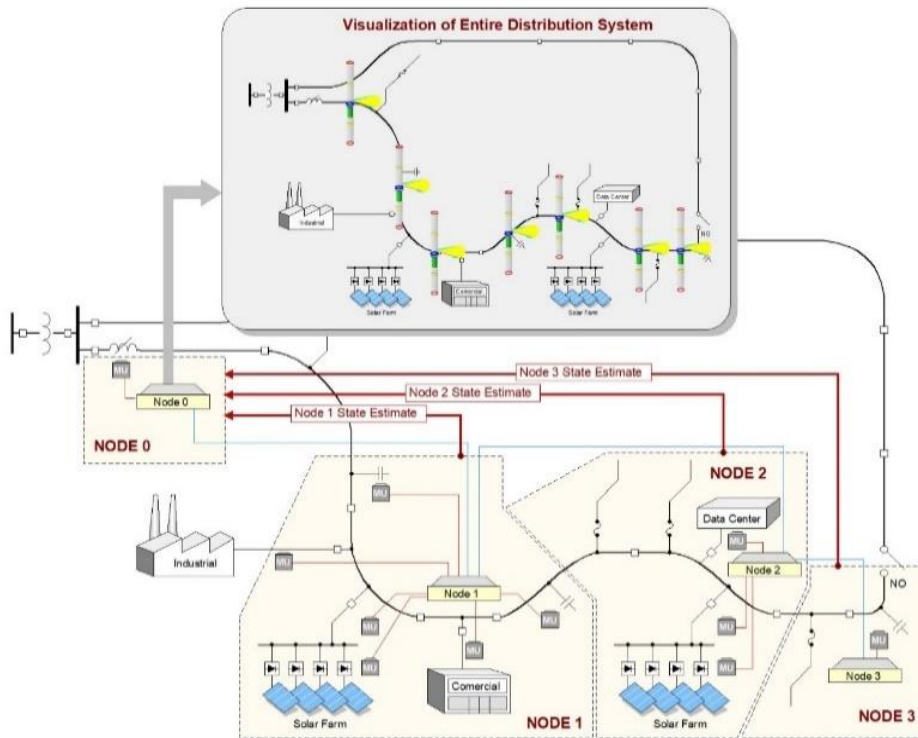 Visualization of Entire Distribution System
Data Center
NO
Industrial
Comercial
Solar Farm
Solar Farm
Node 3 State Estimate
MU
Node 2 State Estimate
Node 0
Node 1 State Estimate
NODE 0
NODE 2
MU
Data Center
MU
Industrial
MU
Node 2
NO
Node 1
MU
MU
MU
MU
MU
Node 3
MU
MU
Comercial
Solar Farm
NODE 1
Solar Farm
NODE 3